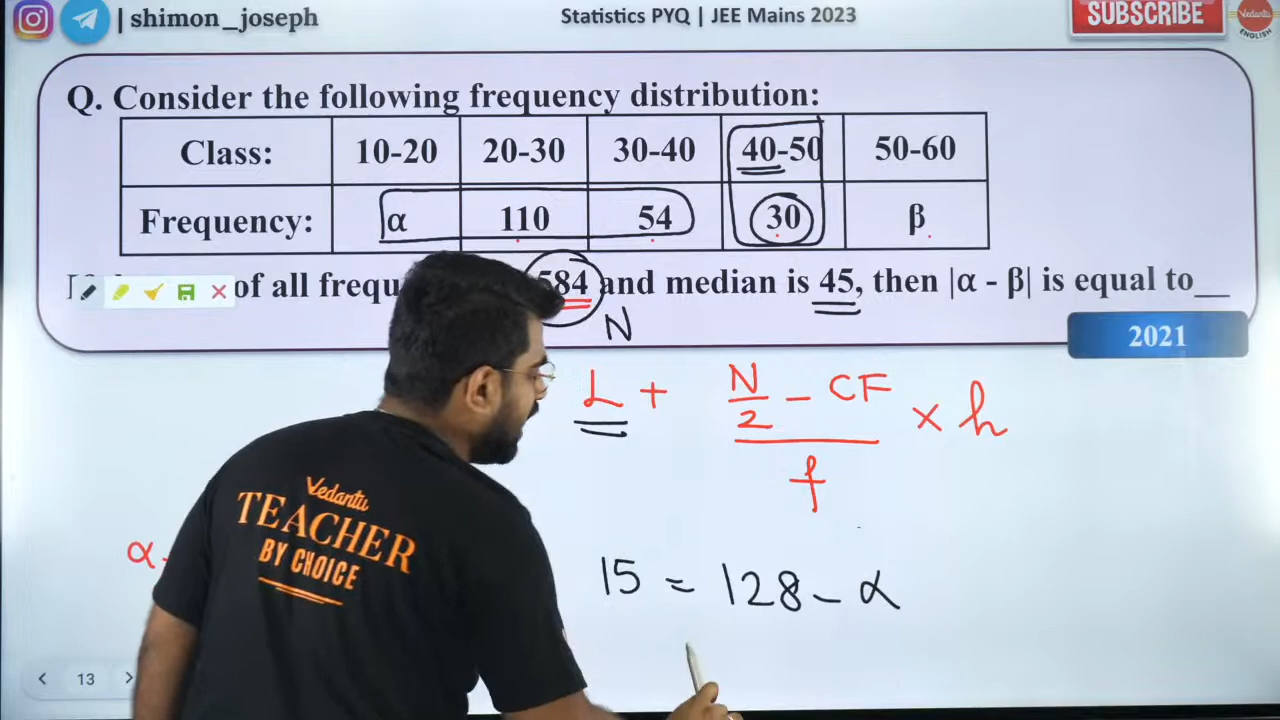 | shimon_joseph
Statistics PYQ | JEE Mains 2023
SUBSCRIBE
Vedantu
ENGLISH
Q. Consider the following frequency distribution:
Class: 10-20 20-30 30-40 40-50 50-60
Frequency: α 110 54 30 β
of all frequ 584 and median is 45, then |α - β| is equal to__
N
2021
L + N/2 - CF / f × h
α
15 = 128 - α
Vedantu
TEACHER
BY CHOICE
13